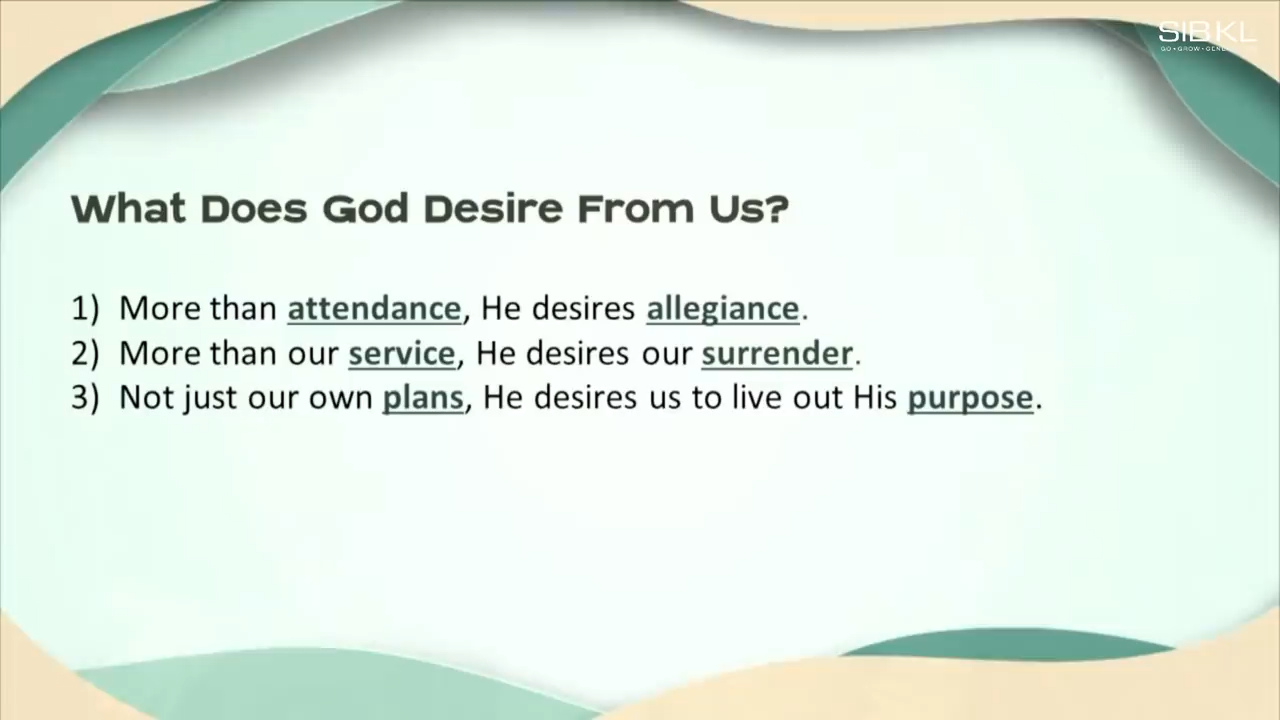 SIBKL
What Does God Desire From Us?
1) More than attendance, He desires allegiance.
2) More than our service, He desires our surrender.
3) Not just our own plans, He desires us to live out His purpose.